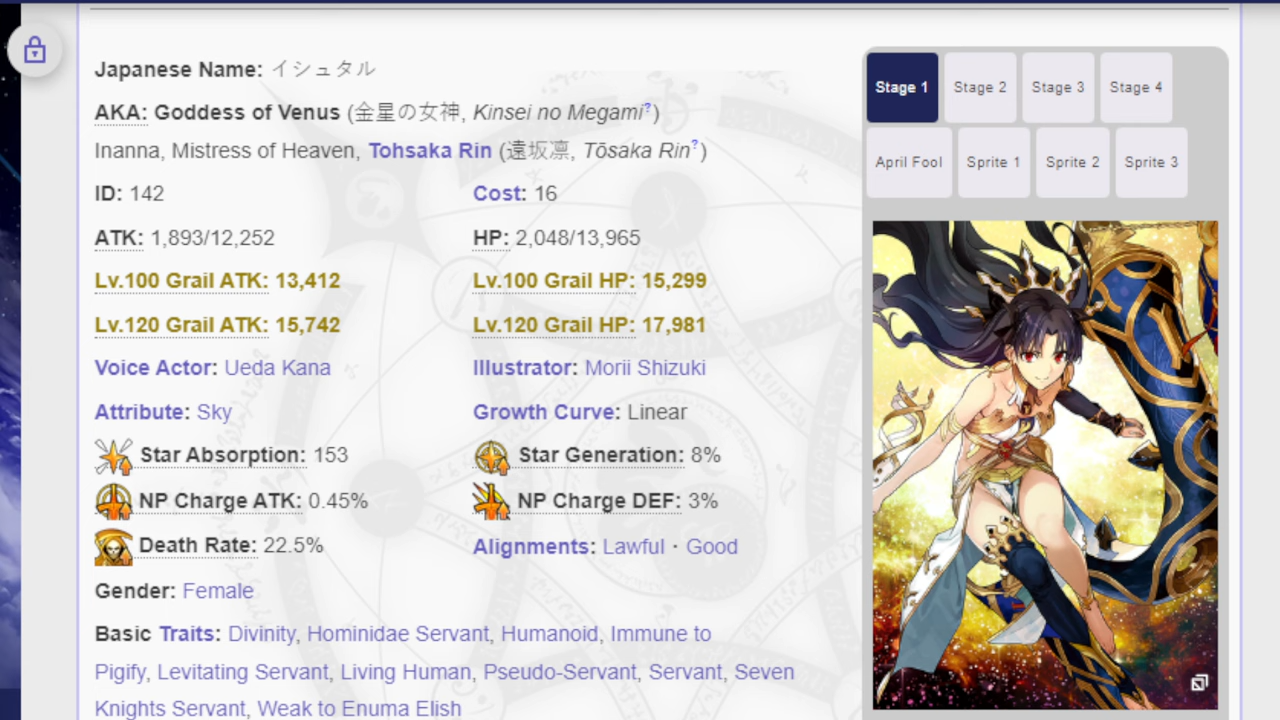 Japanese Name: イシュタル
AKA: Goddess of Venus (金星の女神, Kinsei no Megami?)
Inanna, Mistress of Heaven, Tohsaka Rin (遠坂凛, Tōsaka Rin?)
ID: 142
Cost: 16
ATK: 1,893/12,252
HP: 2,048/13,965
Lv.100 Grail ATK: 13,412
Lv.100 Grail HP: 15,299
Lv.120 Grail ATK: 15,742
Lv.120 Grail HP: 17,981
Voice Actor: Ueda Kana
Illustrator: Morii Shizuki
Attribute: Sky
Growth Curve: Linear
Star Absorption: 153
Star Generation: 8%
NP Charge ATK: 0.45%
NP Charge DEF: 3%
Death Rate: 22.5%
Alignments: Lawful・Good
Gender: Female
Basic Traits: Divinity, Hominidae Servant, Humanoid, Immune to
Pigify, Levitating Servant, Living Human, Pseudo-Servant, Servant, Seven
Knights Servant, Weak to Enuma Elish
Stage 1 Stage 2 Stage 3 Stage 4
April Fool Sprite 1 Sprite 2 Sprite 3